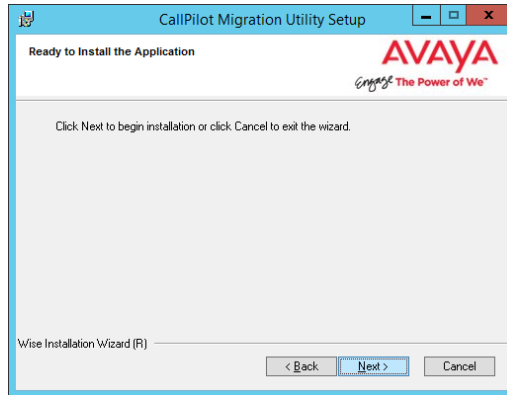 CallPilot Migration Utility Setup
Ready to Install the Application
AVAYA
Engage The Power of We™
Click Next to begin installation or click Cancel to exit the wizard.
Wise Installation Wizard (R)
< Back
Next >
Cancel